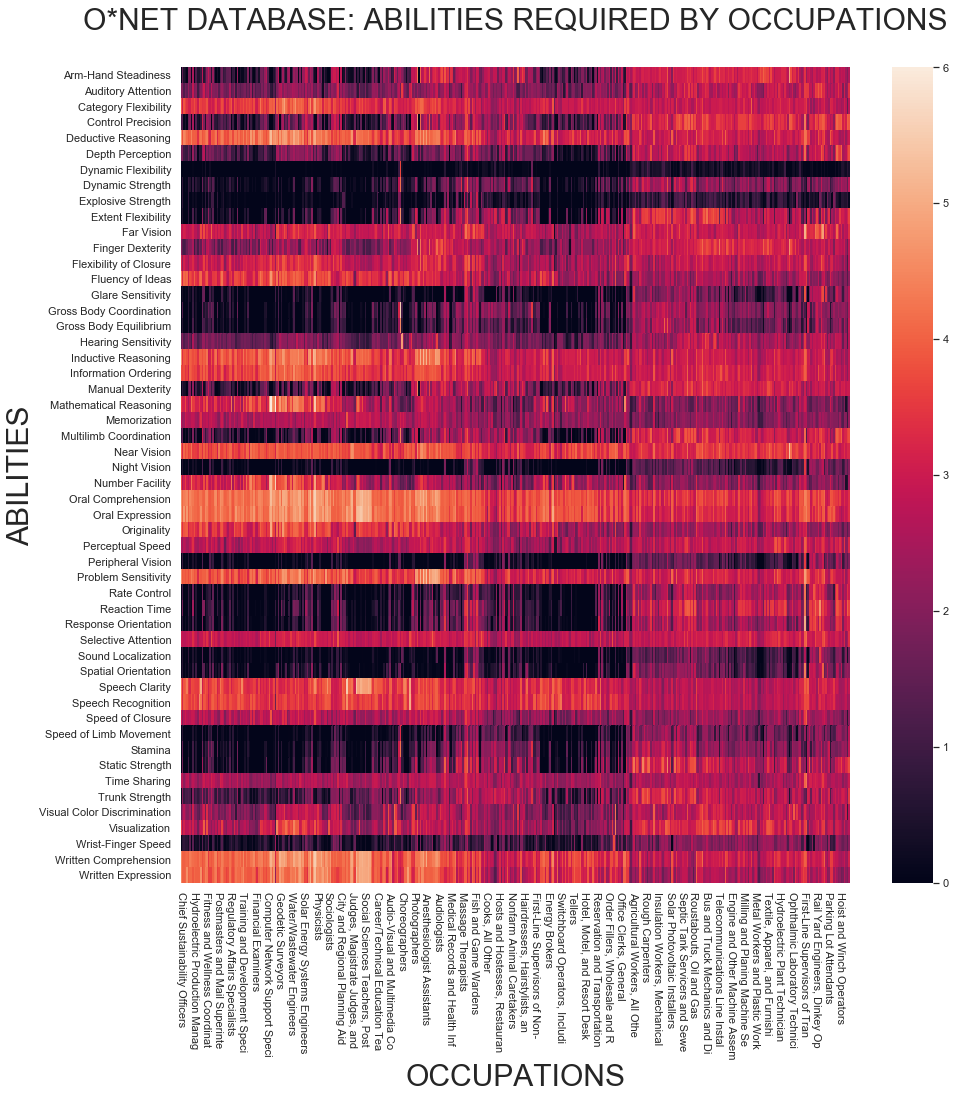 O*NET DATABASE: ABILITIES REQUIRED BY OCCUPATIONS
ABILITIES
Arm-Hand Steadiness
Auditory Attention
Category Flexibility
Control Precision
Deductive Reasoning
Depth Perception
Dynamic Flexibility
Dynamic Strength
Explosive Strength
Extent Flexibility
Far Vision
Finger Dexterity
Flexibility of Closure
Fluency of Ideas
Glare Sensitivity
Gross Body Coordination
Gross Body Equilibrium
Hearing Sensitivity
Inductive Reasoning
Information Ordering
Manual Dexterity
Mathematical Reasoning
Memorization
Multilimb Coordination
Near Vision
Night Vision
Number Facility
Oral Comprehension
Oral Expression
Originality
Perceptual Speed
Peripheral Vision
Problem Sensitivity
Rate Control
Reaction Time
Response Orientation
Selective Attention
Sound Localization
Spatial Orientation
Speech Clarity
Speech Recognition
Speed of Closure
Speed of Limb Movement
Stamina
Static Strength
Time Sharing
Trunk Strength
Visual Color Discrimination
Visualization
Wrist-Finger Speed
Written Comprehension
Written Expression
6
5
4
3
2
1
0
Chief Sustainability Officers
Hydroelectric Production Manag
Fitness and Wellness Coordinat
Postmasters and Mail Superinte
Regulatory Affairs Specialists
Training and Development Speci
Financial Examiners
Computer Network Support Speci
Geodetic Surveyors
Water/Wastewater Engineers
Solar Energy Systems Engineers
Physicists
Sociologists
City and Regional Planning Aid
Judges, Magistrate Judges, and
Social Sciences Teachers, Post
Career/Technical Education Tea
Audio-Visual and Multimedia Co
Choreographers
Photographers
Anesthesiologist Assistants
Audiologists
Medical Records and Health Inf
Massage Therapists
Fish and Game Wardens
Cooks, All Other
Hosts and Hostesses, Restauran
Nonfarm Animal Caretakers
Hairdressers, Hairstylists, an
First-Line Supervisors of Non-
Energy Brokers
Switchboard Operators, Includi
Tellers
Hotel, Motel, and Resort Desk
Reservation and Transportation
Order Fillers, Wholesale and R
Office Clerks, General
Agricultural Workers, All Othe
Rough Carpenters
Insulation Workers, Mechanical
Solar Photovoltaic Installers
Septic Tank Servicers and Sewe
Roustabouts, Oil and Gas
Bus and Truck Mechanics and Di
Telecommunications Line Instal
Engine and Other Machine Assem
Milling and Planing Machine Se
Metal Workers and Plastic Work
Textile, Apparel, and Furnishi
Hydroelectric Plant Technician
Ophthalmic Laboratory Technici
First-Line Supervisors of Tran
Rail Yard Engineers, Dinkey Op
Parking Lot Attendants
Hoist and Winch Operators
OCCUPATIONS